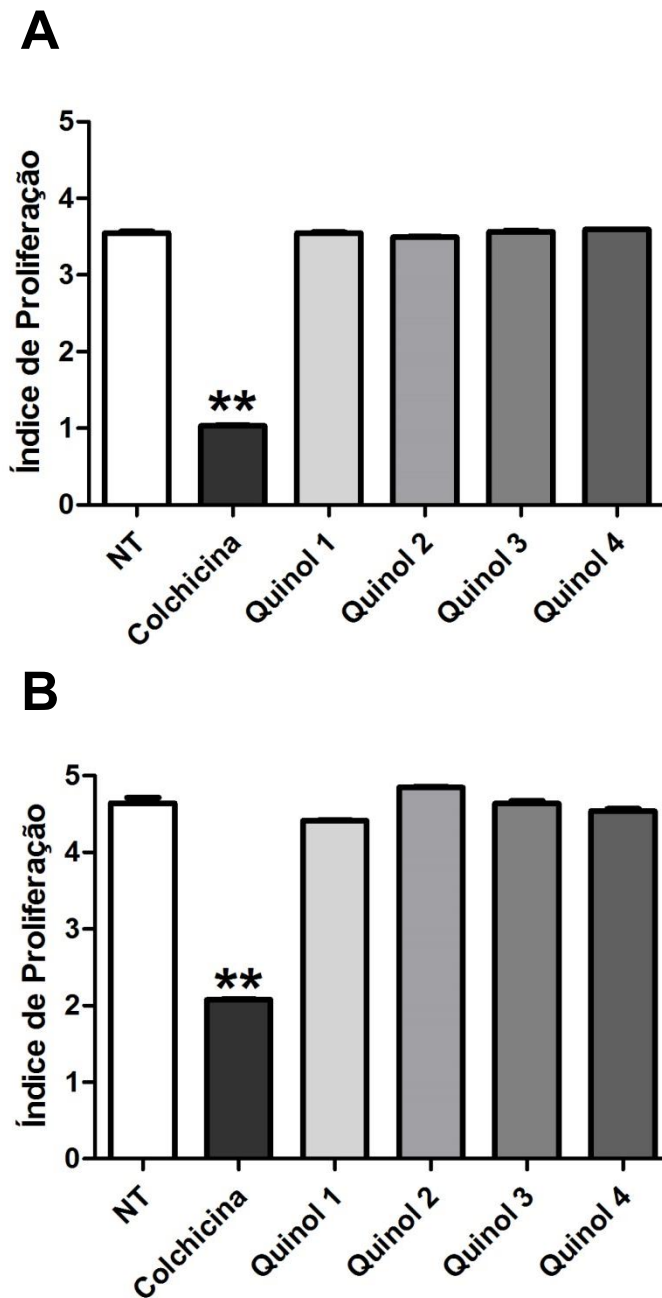 A
Índice de Proliferação
5
4
3
2
1
0
**
NT
Colchicina
Quinol 1
Quinol 2
Quinol 3
Quinol 4
B
Índice de Proliferação
5
4
3
2
1
0
**
NT
Colchicina
Quinol 1
Quinol 2
Quinol 3
Quinol 4